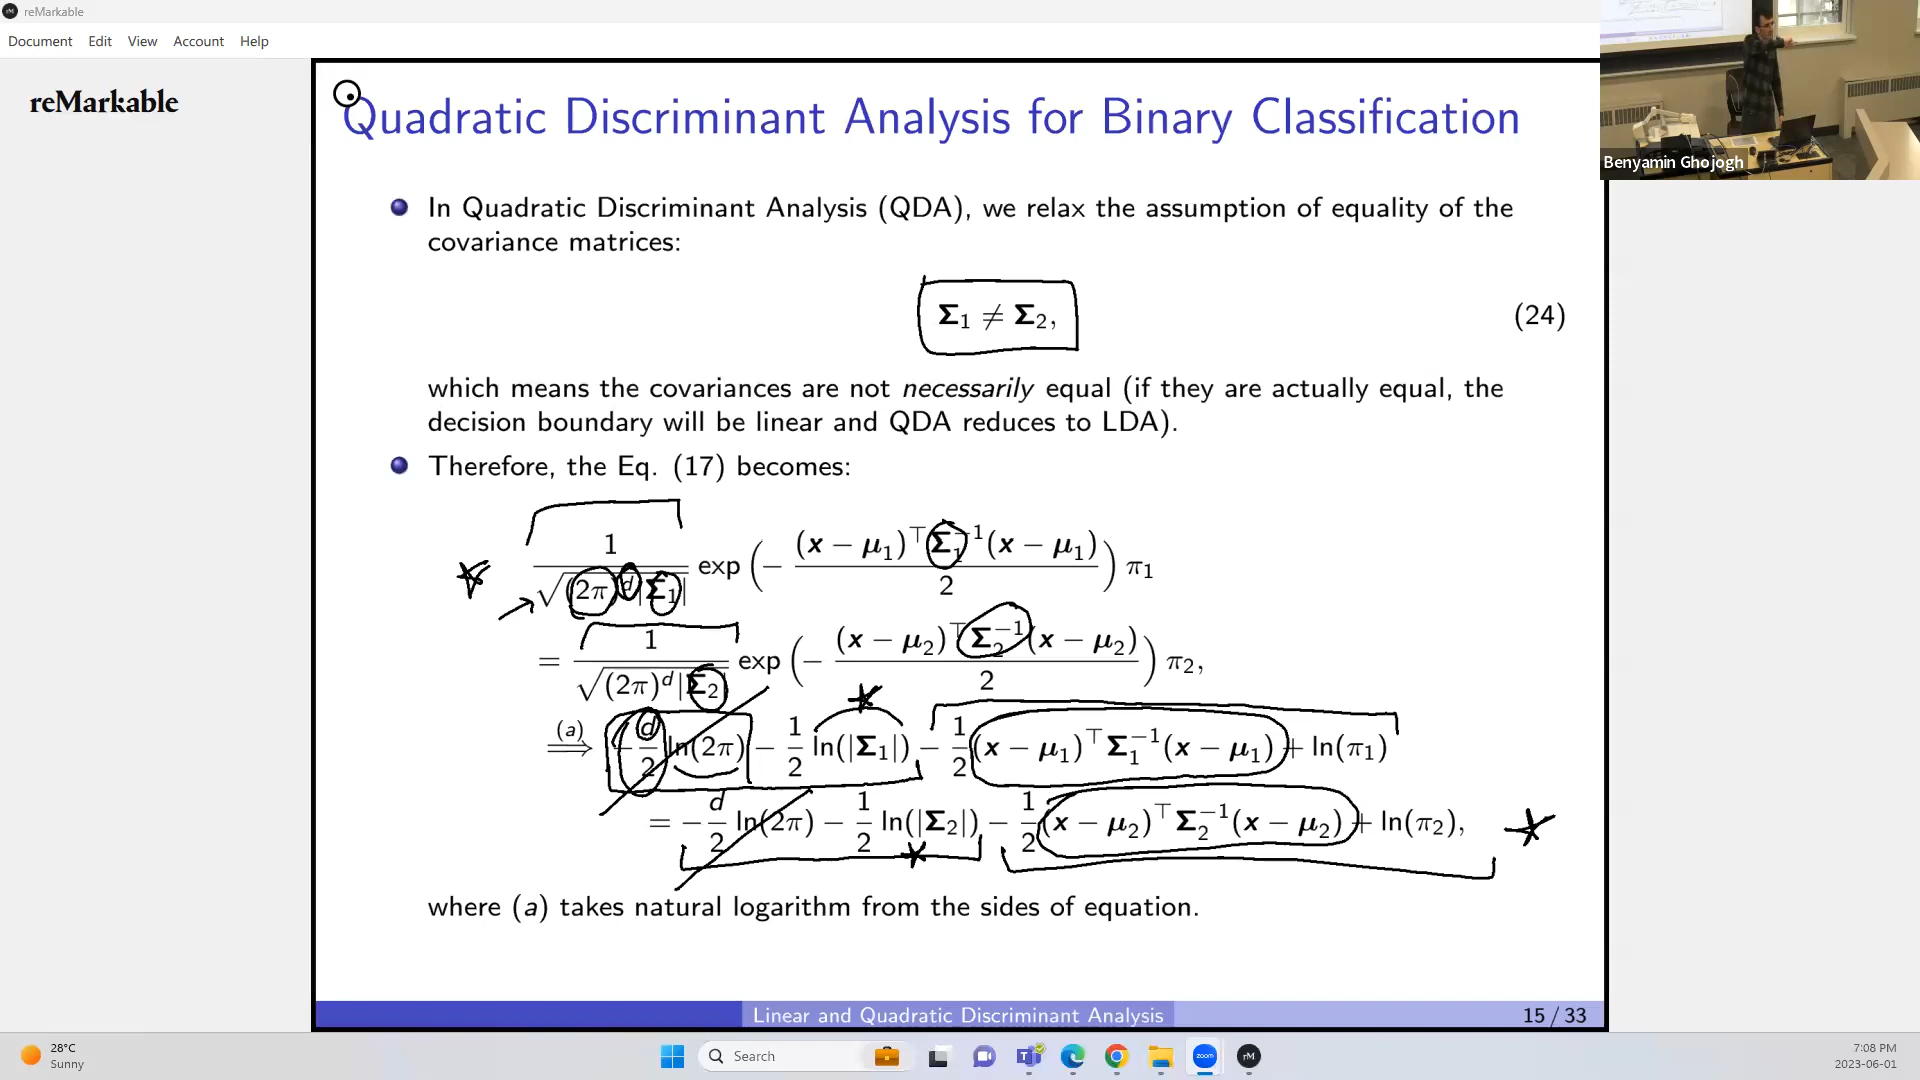 reMarkable
Document Edit View Account Help
reMarkable
Quadratic Discriminant Analysis for Binary Classification
In Quadratic Discriminant Analysis (QDA), we relax the assumption of equality of the
covariance matrices:
Σ₁ ≠ Σ₂, (24)
which means the covariances are not necessarily equal (if they are actually equal, the
decision boundary will be linear and QDA reduces to LDA).
Therefore, the Eq. (17) becomes:
1/√((2π)^d|Σ₁|) exp(− (x − μ₁)^⊤ Σ₁^−1 (x − μ₁)/2) π₁
= 1/√((2π)^d|Σ₂|) exp(− (x − μ₂)^⊤ Σ₂^−1 (x − μ₂)/2) π₂,
(a) ⟹ − d/2 ln(2π) − 1/2 ln(|Σ₁|) − 1/2 (x − μ₁)^⊤ Σ₁^−1 (x − μ₁) + ln(π₁)
= − d/2 ln(2π) − 1/2 ln(|Σ₂|) − 1/2 (x − μ₂)^⊤ Σ₂^−1 (x − μ₂) + ln(π₂),
where (a) takes natural logarithm from the sides of equation.
Linear and Quadratic Discriminant Analysis 15 / 33
Benyamin Ghojogh
28°C
Sunny
Search
zoom
rM
7:08 PM
2023-06-01